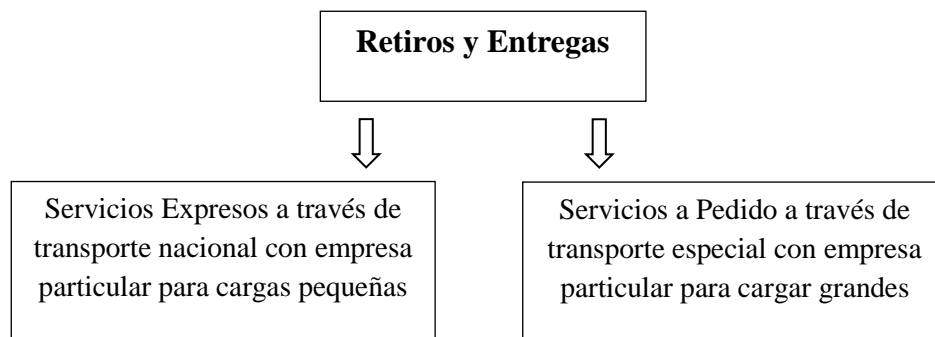 Retiros y Entregas
Servicios Expresos a través de
transporte nacional con empresa
particular para cargas pequeñas
Servicios a Pedido a través de
transporte especial con empresa
particular para cargar grandes